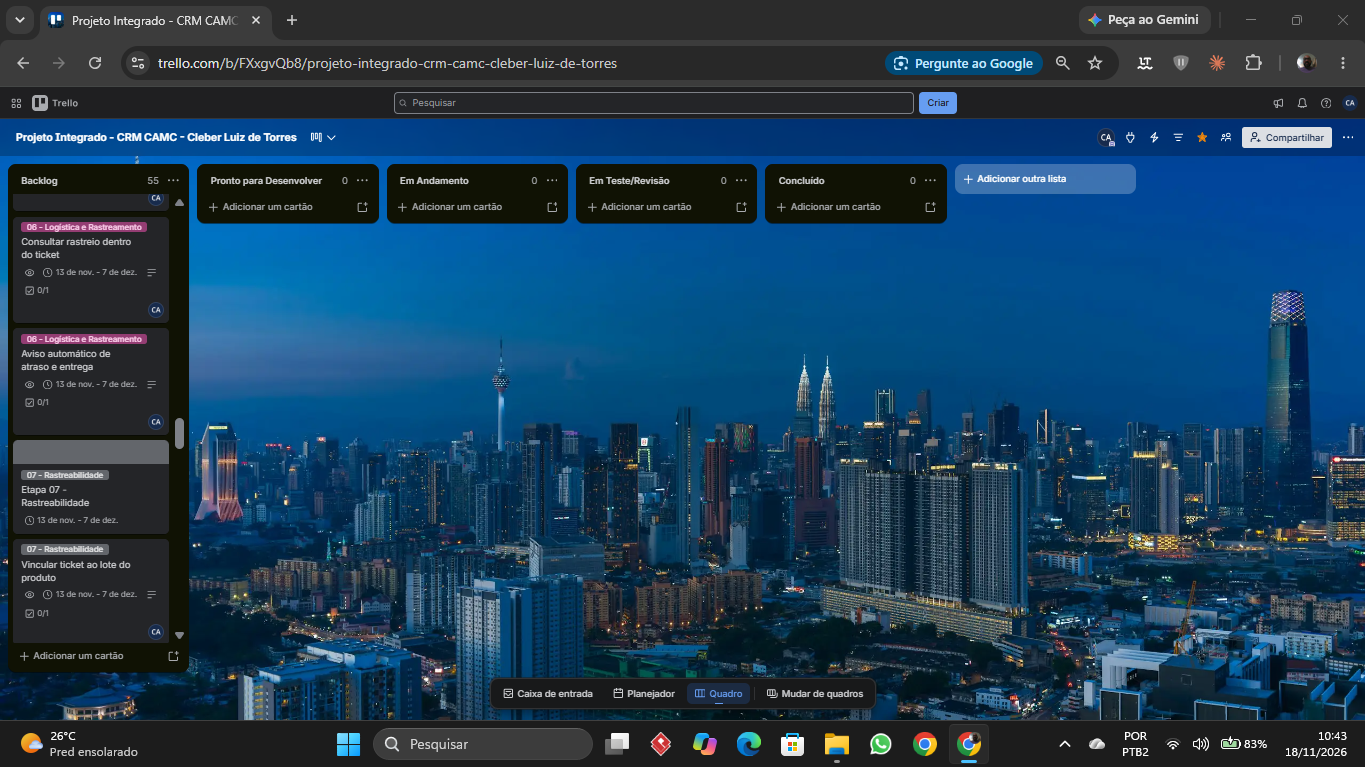 Projeto Integrado - CRM CAMC
Peça ao Gemini
trello.com/b/FXxgvQb8/projeto-integrado-crm-camc-cleber-luiz-de-torres
Pergunte ao Google
Trello
Pesquisar
Criar
CA
Projeto Integrado - CRM CAMC - Cleber Luiz de Torres
CA
Compartilhar
Backlog 55
CA
06 - Logística e Rastreamento
Consultar rastreio dentro
do ticket
13 de nov. - 7 de dez.
0/1
CA
06 - Logística e Rastreamento
Aviso automático de
atraso e entrega
13 de nov. - 7 de dez.
0/1
CA
07 - Rastreabilidade
Etapa 07 -
Rastreabilidade
13 de nov. - 7 de dez.
07 - Rastreabilidade
Vincular ticket ao lote do
produto
13 de nov. - 7 de dez.
0/1
CA
Adicionar um cartão
Pronto para Desenvolver 0
Adicionar um cartão
Em Andamento 0
Adicionar um cartão
Em Teste/Revisão 0
Adicionar um cartão
Concluído 0
Adicionar um cartão
Adicionar outra lista
Caixa de entrada
Planejador
Quadro
Mudar de quadros
26°C
Pred ensolarado
Pesquisar
POR
PTB2
83%
10:43
18/11/2026